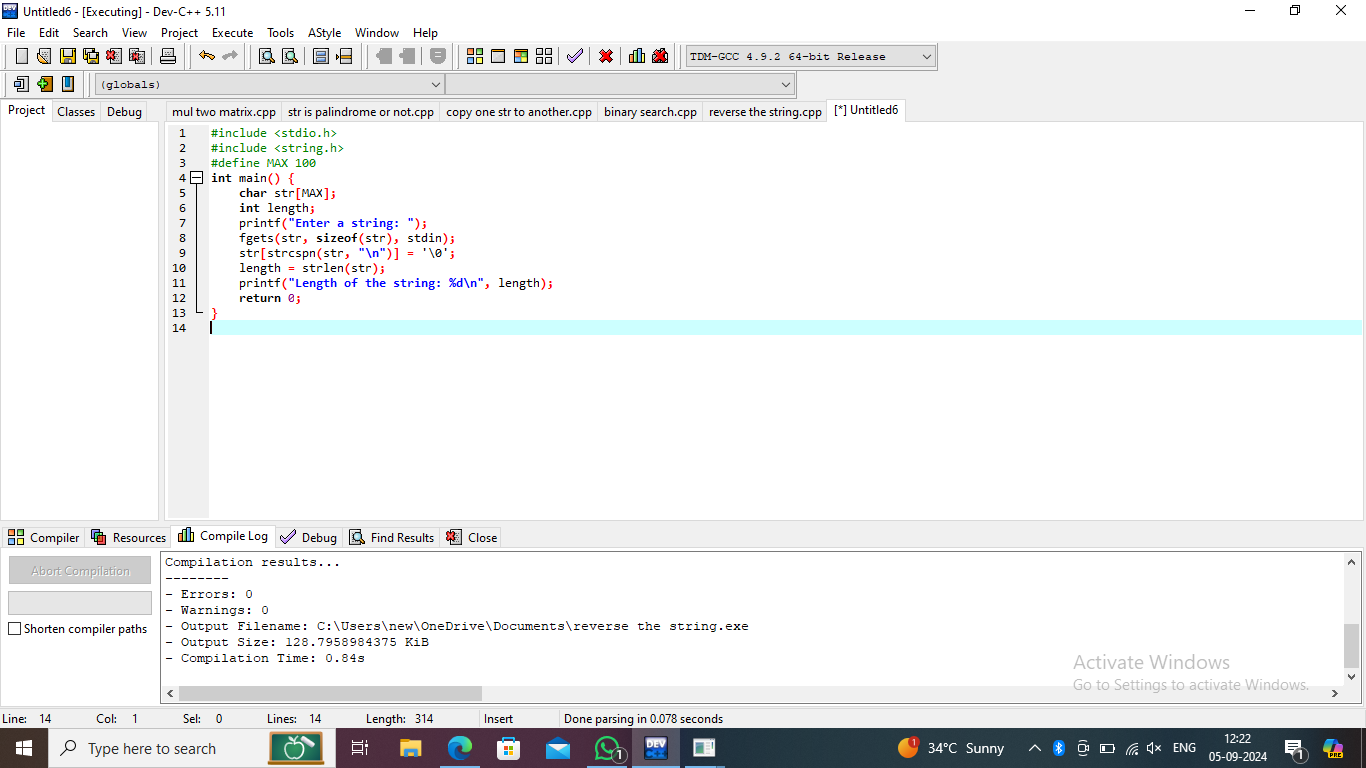 Untitled6 - [Executing] - Dev-C++ 5.11
File Edit Search View Project Execute Tools AStyle Window Help
TDM-GCC 4.9.2 64-bit Release
(globals)
Project Classes Debug
mul two matrix.cpp str is palindrome or not.cpp copy one str to another.cpp binary search.cpp reverse the string.cpp [*] Untitled6
1 #include <stdio.h>
2 #include <string.h>
3 #define MAX 100
4 int main() {
5 char str[MAX];
6 int length;
7 printf("Enter a string: ");
8 fgets(str, sizeof(str), stdin);
9 str[strcspn(str, "\n")] = '\0';
10 length = strlen(str);
11 printf("Length of the string: %d\n", length);
12 return 0;
13 }
14
Compiler Resources Compile Log Debug Find Results Close
Abort Compilation
Shorten compiler paths
Compilation results...
--------
- Errors: 0
- Warnings: 0
- Output Filename: C:\Users\new\OneDrive\Documents\reverse the string.exe
- Output Size: 128.7958984375 KiB
- Compilation Time: 0.84s
Activate Windows
Go to Settings to activate Windows.
Line: 14 Col: 1 Sel: 0 Lines: 14 Length: 314 Insert Done parsing in 0.078 seconds
Type here to search
1
DEV
1
34°C Sunny
ENG
12:22
05-09-2024
1
PRE